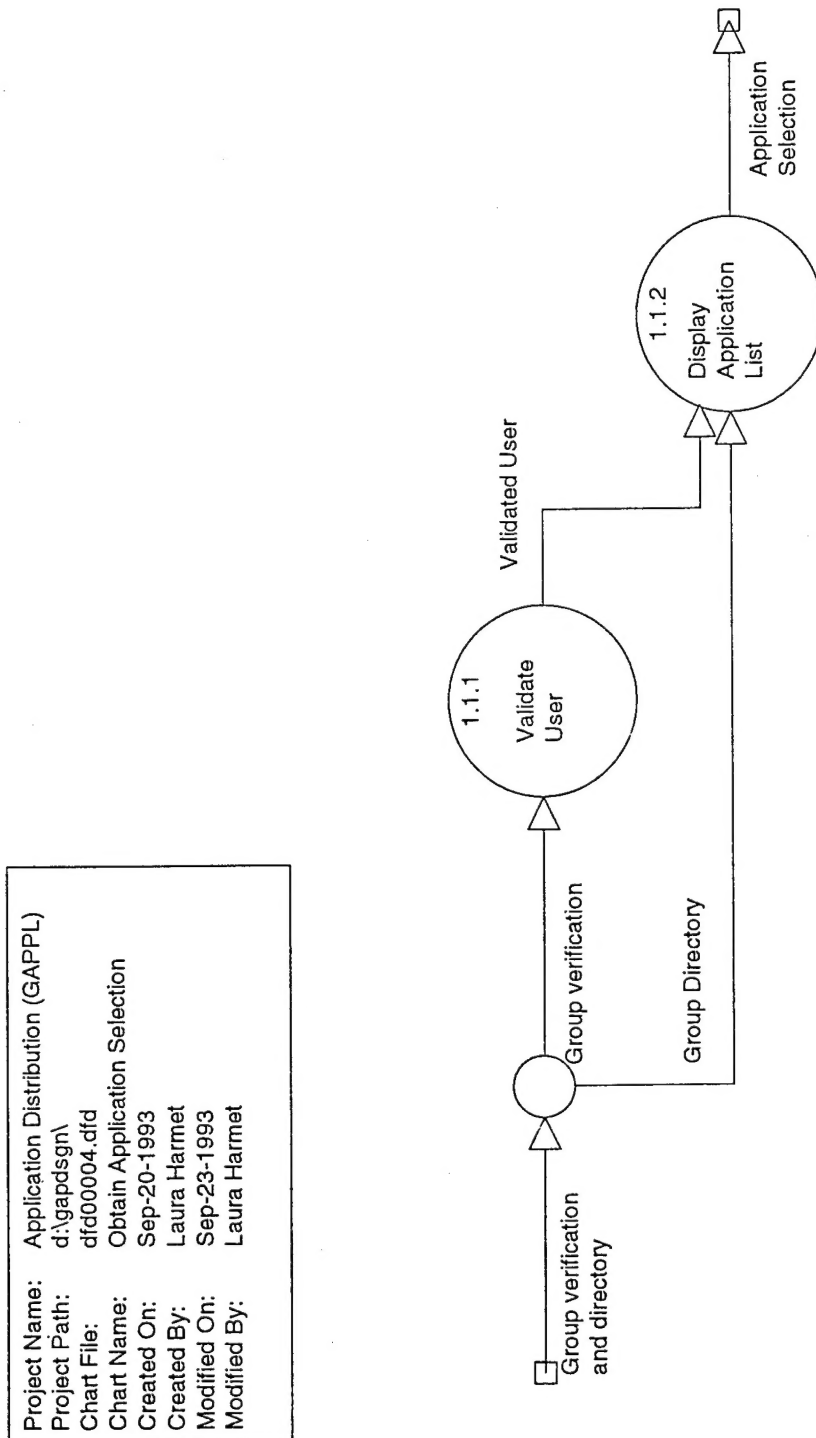 Project Name: Application Distribution (GAPPL)
Project Path: d:\gapdsgn\
Chart File: dfd00004.dfd
Chart Name: Obtain Application Selection
Created On: Sep-20-1993
Created By: Laura Harmet
Modified On: Sep-23-1993
Modified By: Laura Harmet
Group verification
and directory
Group verification
Group Directory
1.1.1
Validate
User
Validated User
1.1.2
Display
Application
List
Application
Selection